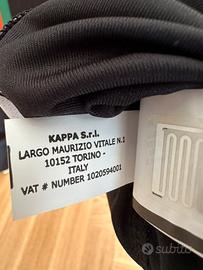 KAPPA S.r.l.
LARGO MAURIZIO VITALE N.1
10152 TORINO -
ITALY
VAT # NUMBER 1020594001
subito